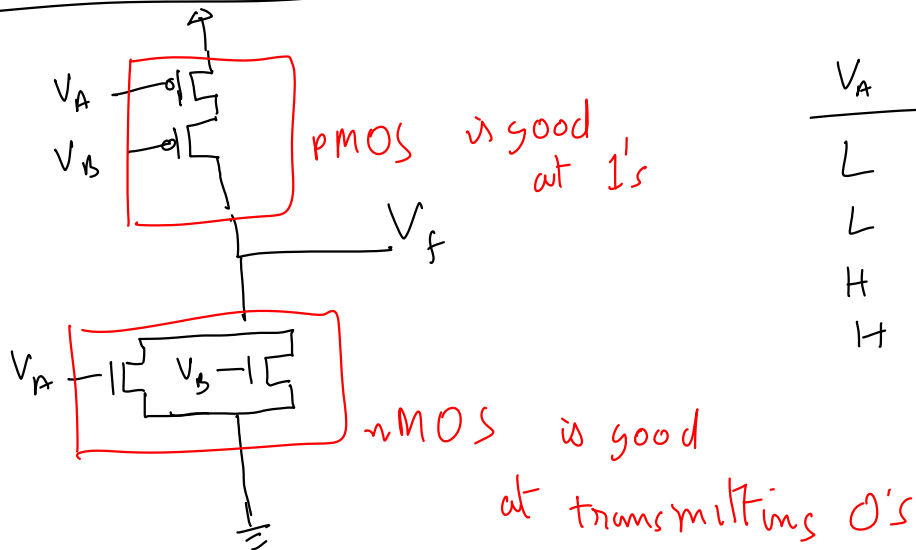 V_A
V_B
pMOS is good
at 1's
V_f
V_A
V_B
nMOS is good
at transmitting 0's
V_A
L
L
H
H